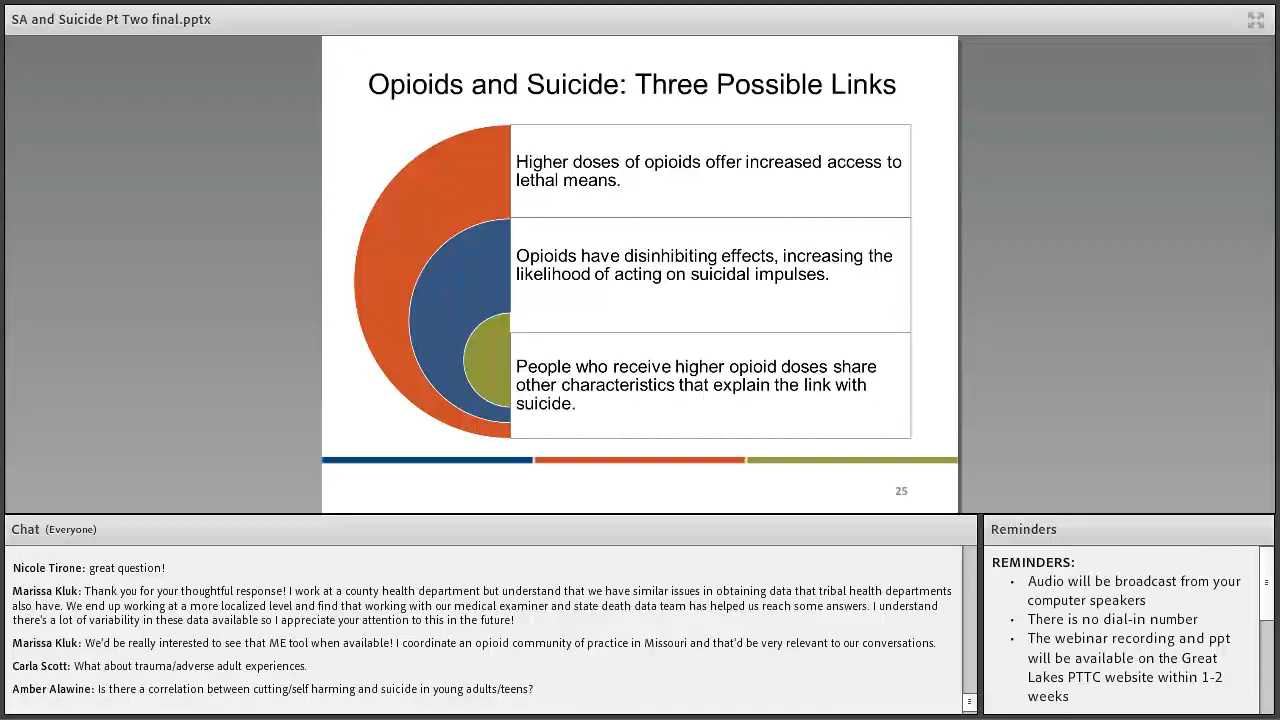 SA and Suicide Pt Two final.pptx
Opioids and Suicide: Three Possible Links
Higher doses of opioids offer increased access to
lethal means.
Opioids have disinhibiting effects, increasing the
likelihood of acting on suicidal impulses.
People who receive higher opioid doses share
other characteristics that explain the link with
suicide.
25
Chat (Everyone)
Nicole Tirone: great question!
Marissa Kluk: Thank you for your thoughtful response! I work at a county health department but understand that we have similar issues in obtaining data that tribal health departments
also have. We end up working at a more localized level and find that working with our medical examiner and state death data team has helped us reach some answers. I understand
there's a lot of variability in these data available so I appreciate your attention to this in the future!
Marissa Kluk: We'd be really interested to see that ME tool when available! I coordinate an opioid community of practice in Missouri and that'd be very relevant to our conversations.
Carla Scott: What about trauma/adverse adult experiences.
Amber Alawine: Is there a correlation between cutting/self harming and suicide in young adults/teens?
Reminders
REMINDERS:
• Audio will be broadcast from your
computer speakers
• There is no dial-in number
• The webinar recording and ppt
will be available on the Great
Lakes PTTC website within 1-2
weeks